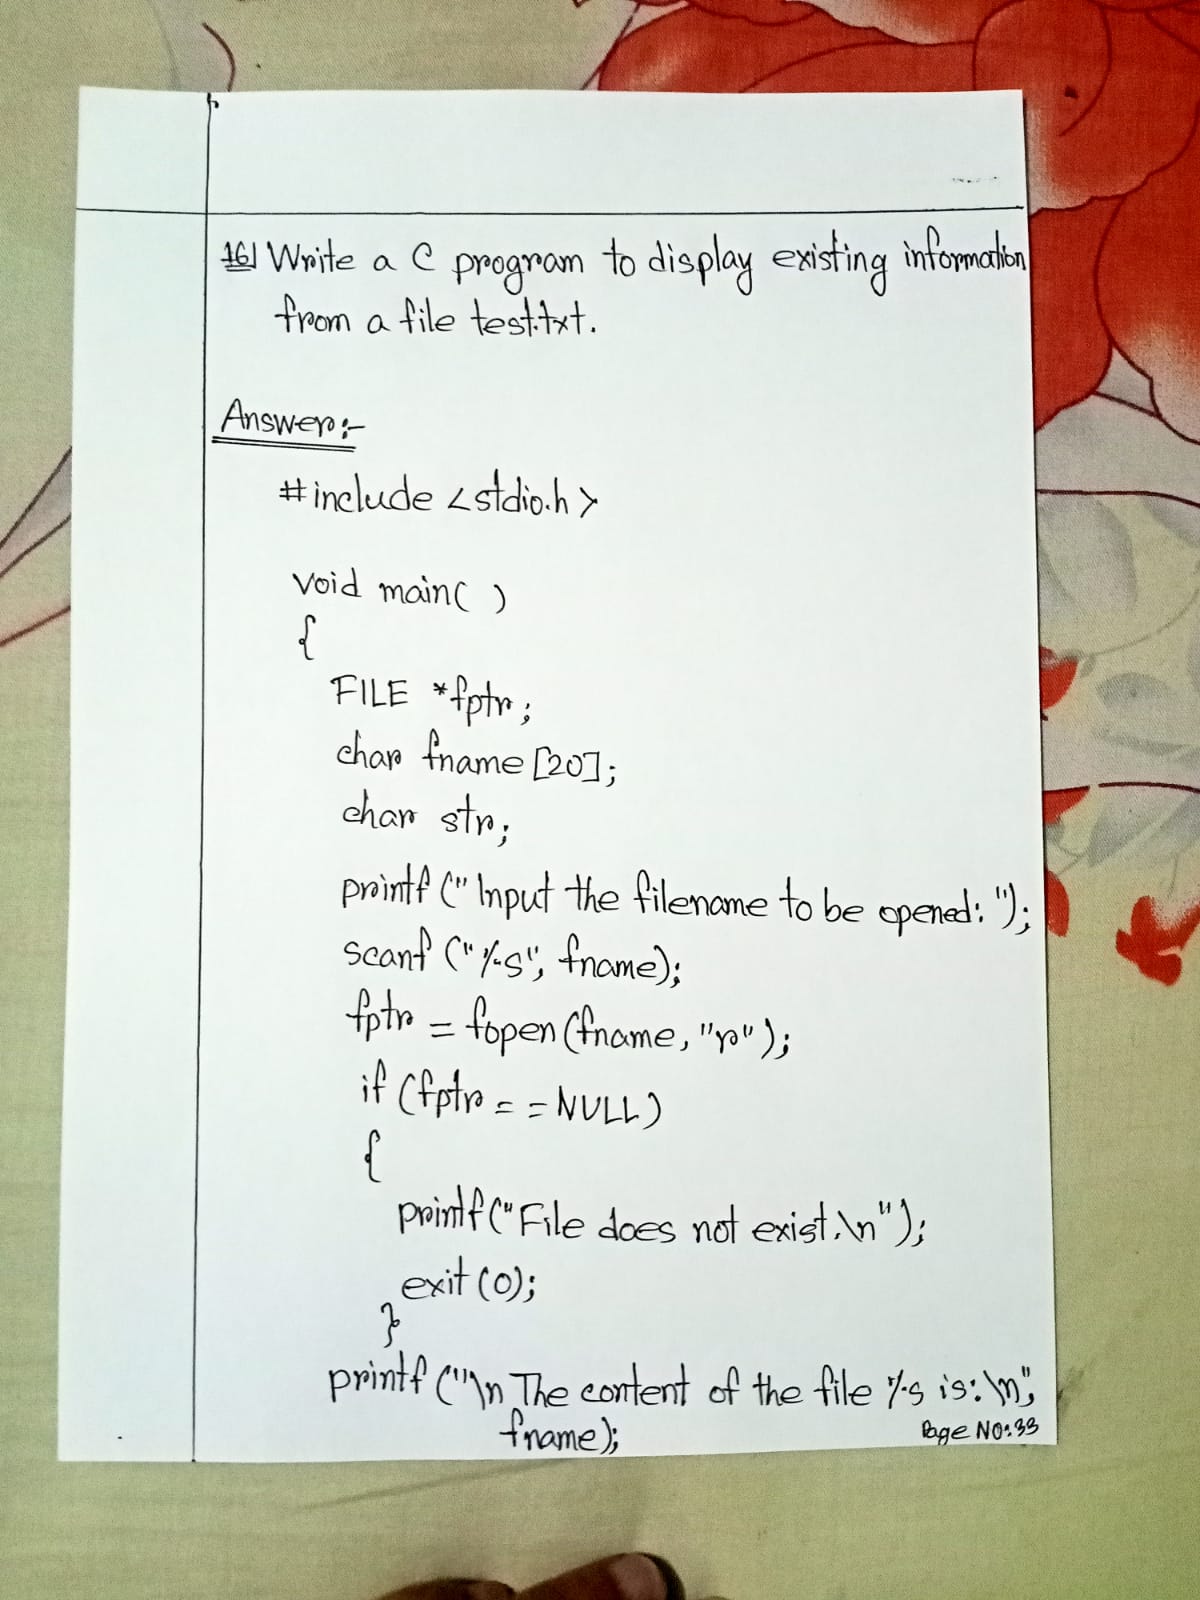 16) Write a C program to display existing information
from a file test.txt.
Answer:-
#include <stdio.h>
void main( )
{
FILE *fptr;
char fname [20];
char str;
printf (" Input the filename to be opened: ");
scanf ("%s", fname);
fptr = fopen (fname, "r");
if (fptr = = NULL)
{
printf ("File does not exist.\n");
exit (0);
}
printf ("\n The content of the file %s is: \n",
fname);
Page NO: 33